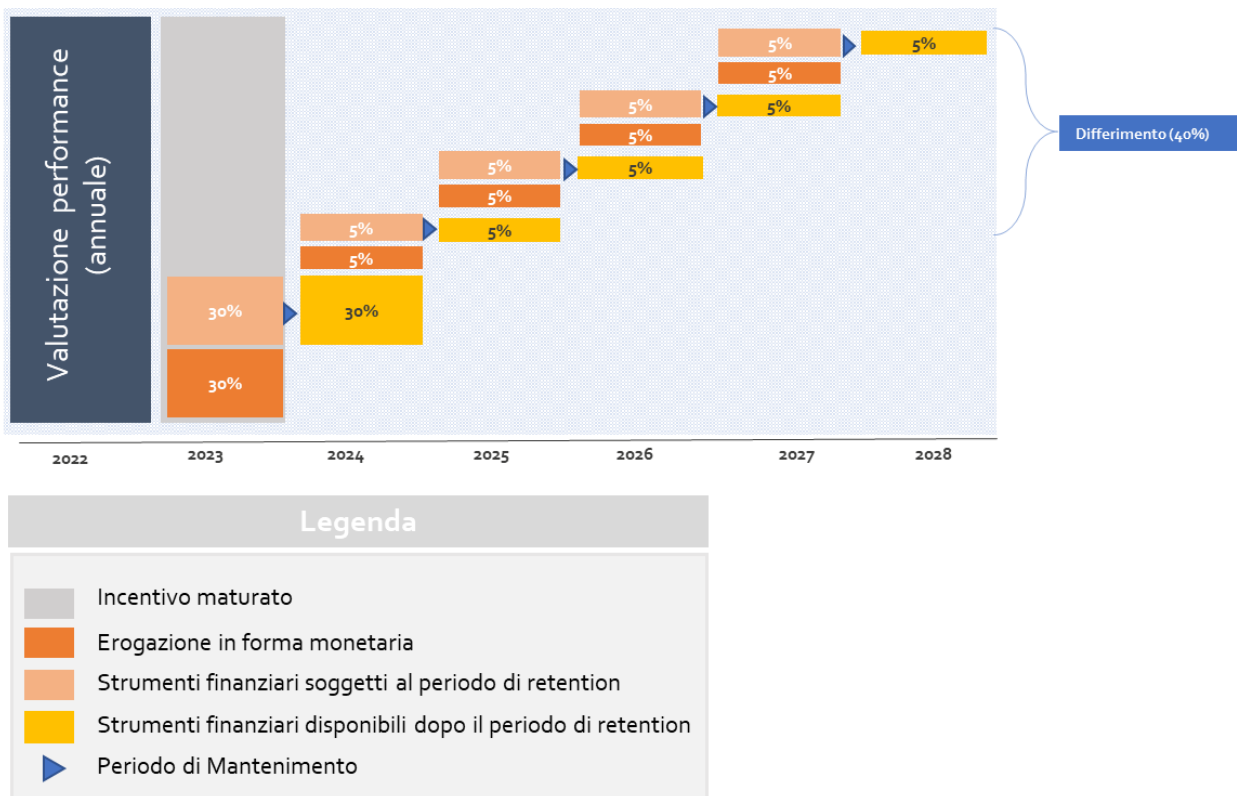 Valutazione performance
(annuale)
5%
5%
5%
5%
5%
5%
5%
5%
5%
5%
5%
5%
30%
30%
30%
Differimento (40%)
2022
2023
2024
2025
2026
2027
2028
Legenda
Incentivo maturato
Erogazione in forma monetaria
Strumenti finanziari soggetti al periodo di retention
Strumenti finanziari disponibili dopo il periodo di retention
Periodo di Mantenimento